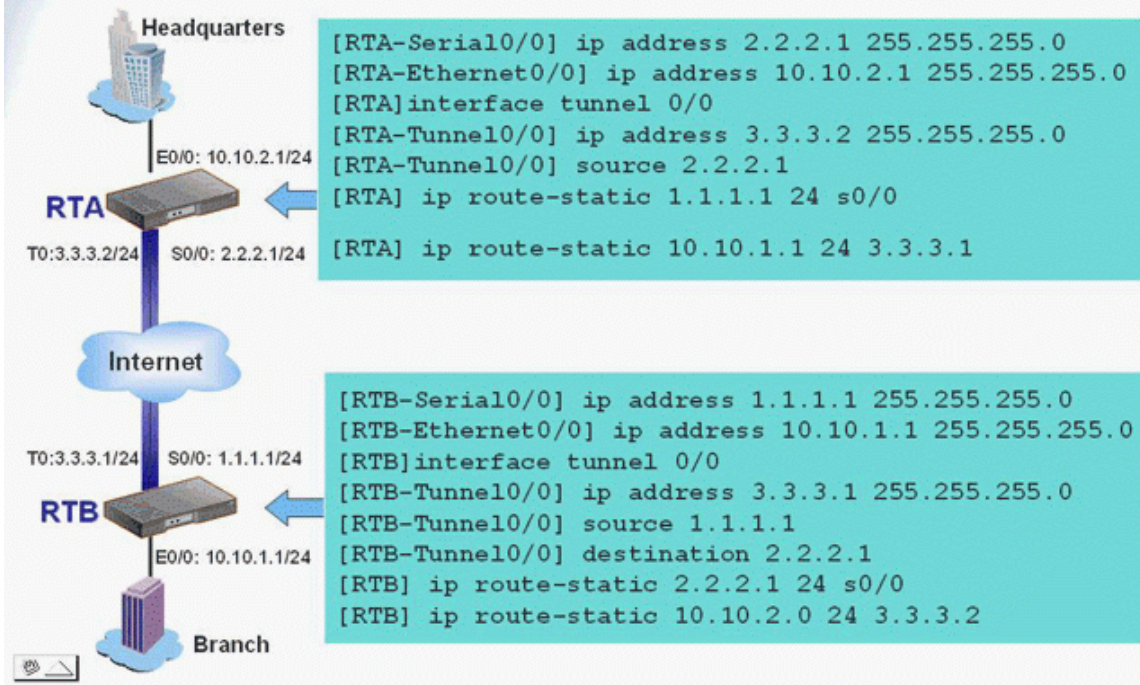 Headquarters
[RTA-Serial0/0] ip address 2.2.2.1 255.255.255.0
[RTA-Ethernet0/0] ip address 10.10.2.1 255.255.255.0
[RTA]interface tunnel 0/0
[RTA-Tunnel0/0] ip address 3.3.3.2 255.255.255.0
[RTA-Tunnel0/0] source 2.2.2.1
[RTA] ip route-static 1.1.1.1 24 s0/0
[RTA] ip route-static 10.10.1.1 24 3.3.3.1
E0/0: 10.10.2.1/24
RTA
T0:3.3.3.2/24
S0/0: 2.2.2.1/24
Internet
[RTB-Serial0/0] ip address 1.1.1.1 255.255.255.0
[RTB-Ethernet0/0] ip address 10.10.1.1 255.255.255.0
[RTB]interface tunnel 0/0
[RTB-Tunnel0/0] ip address 3.3.3.1 255.255.255.0
[RTB-Tunnel0/0] source 1.1.1.1
[RTB-Tunnel0/0] destination 2.2.2.1
[RTB] ip route-static 2.2.2.1 24 s0/0
[RTB] ip route-static 10.10.2.0 24 3.3.3.2
T0:3.3.3.1/24
S0/0: 1.1.1.1/24
RTB
E0/0: 10.10.1.1/24
Branch